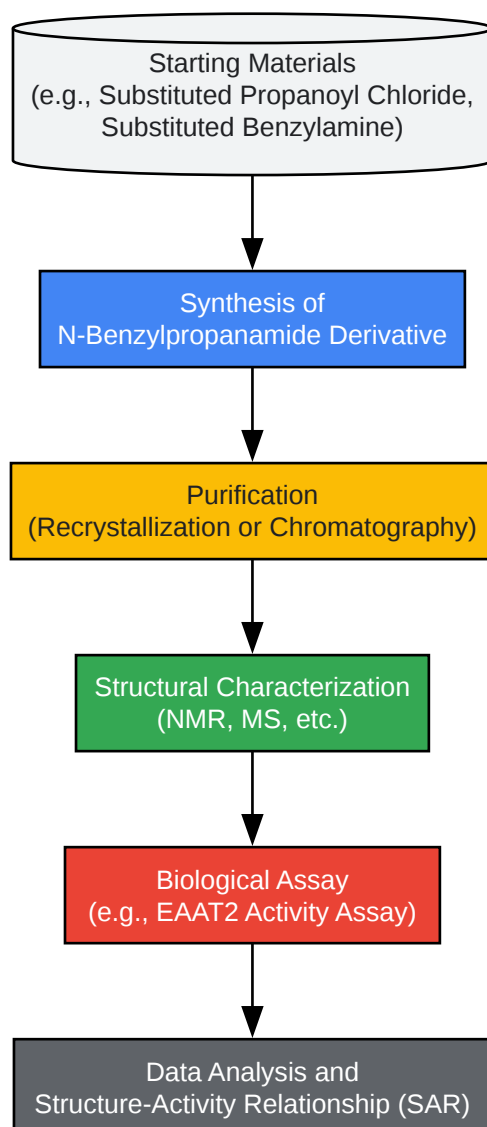 Starting Materials
(e.g., Substituted Propanoyl Chloride,
Substituted Benzylamine)
Synthesis of
N-Benzylpropanamide Derivative
Purification
(Recrystallization or Chromatography)
Structural Characterization
(NMR, MS, etc.)
Biological Assay
(e.g., EAAT2 Activity Assay)
Data Analysis and
Structure-Activity Relationship (SAR)